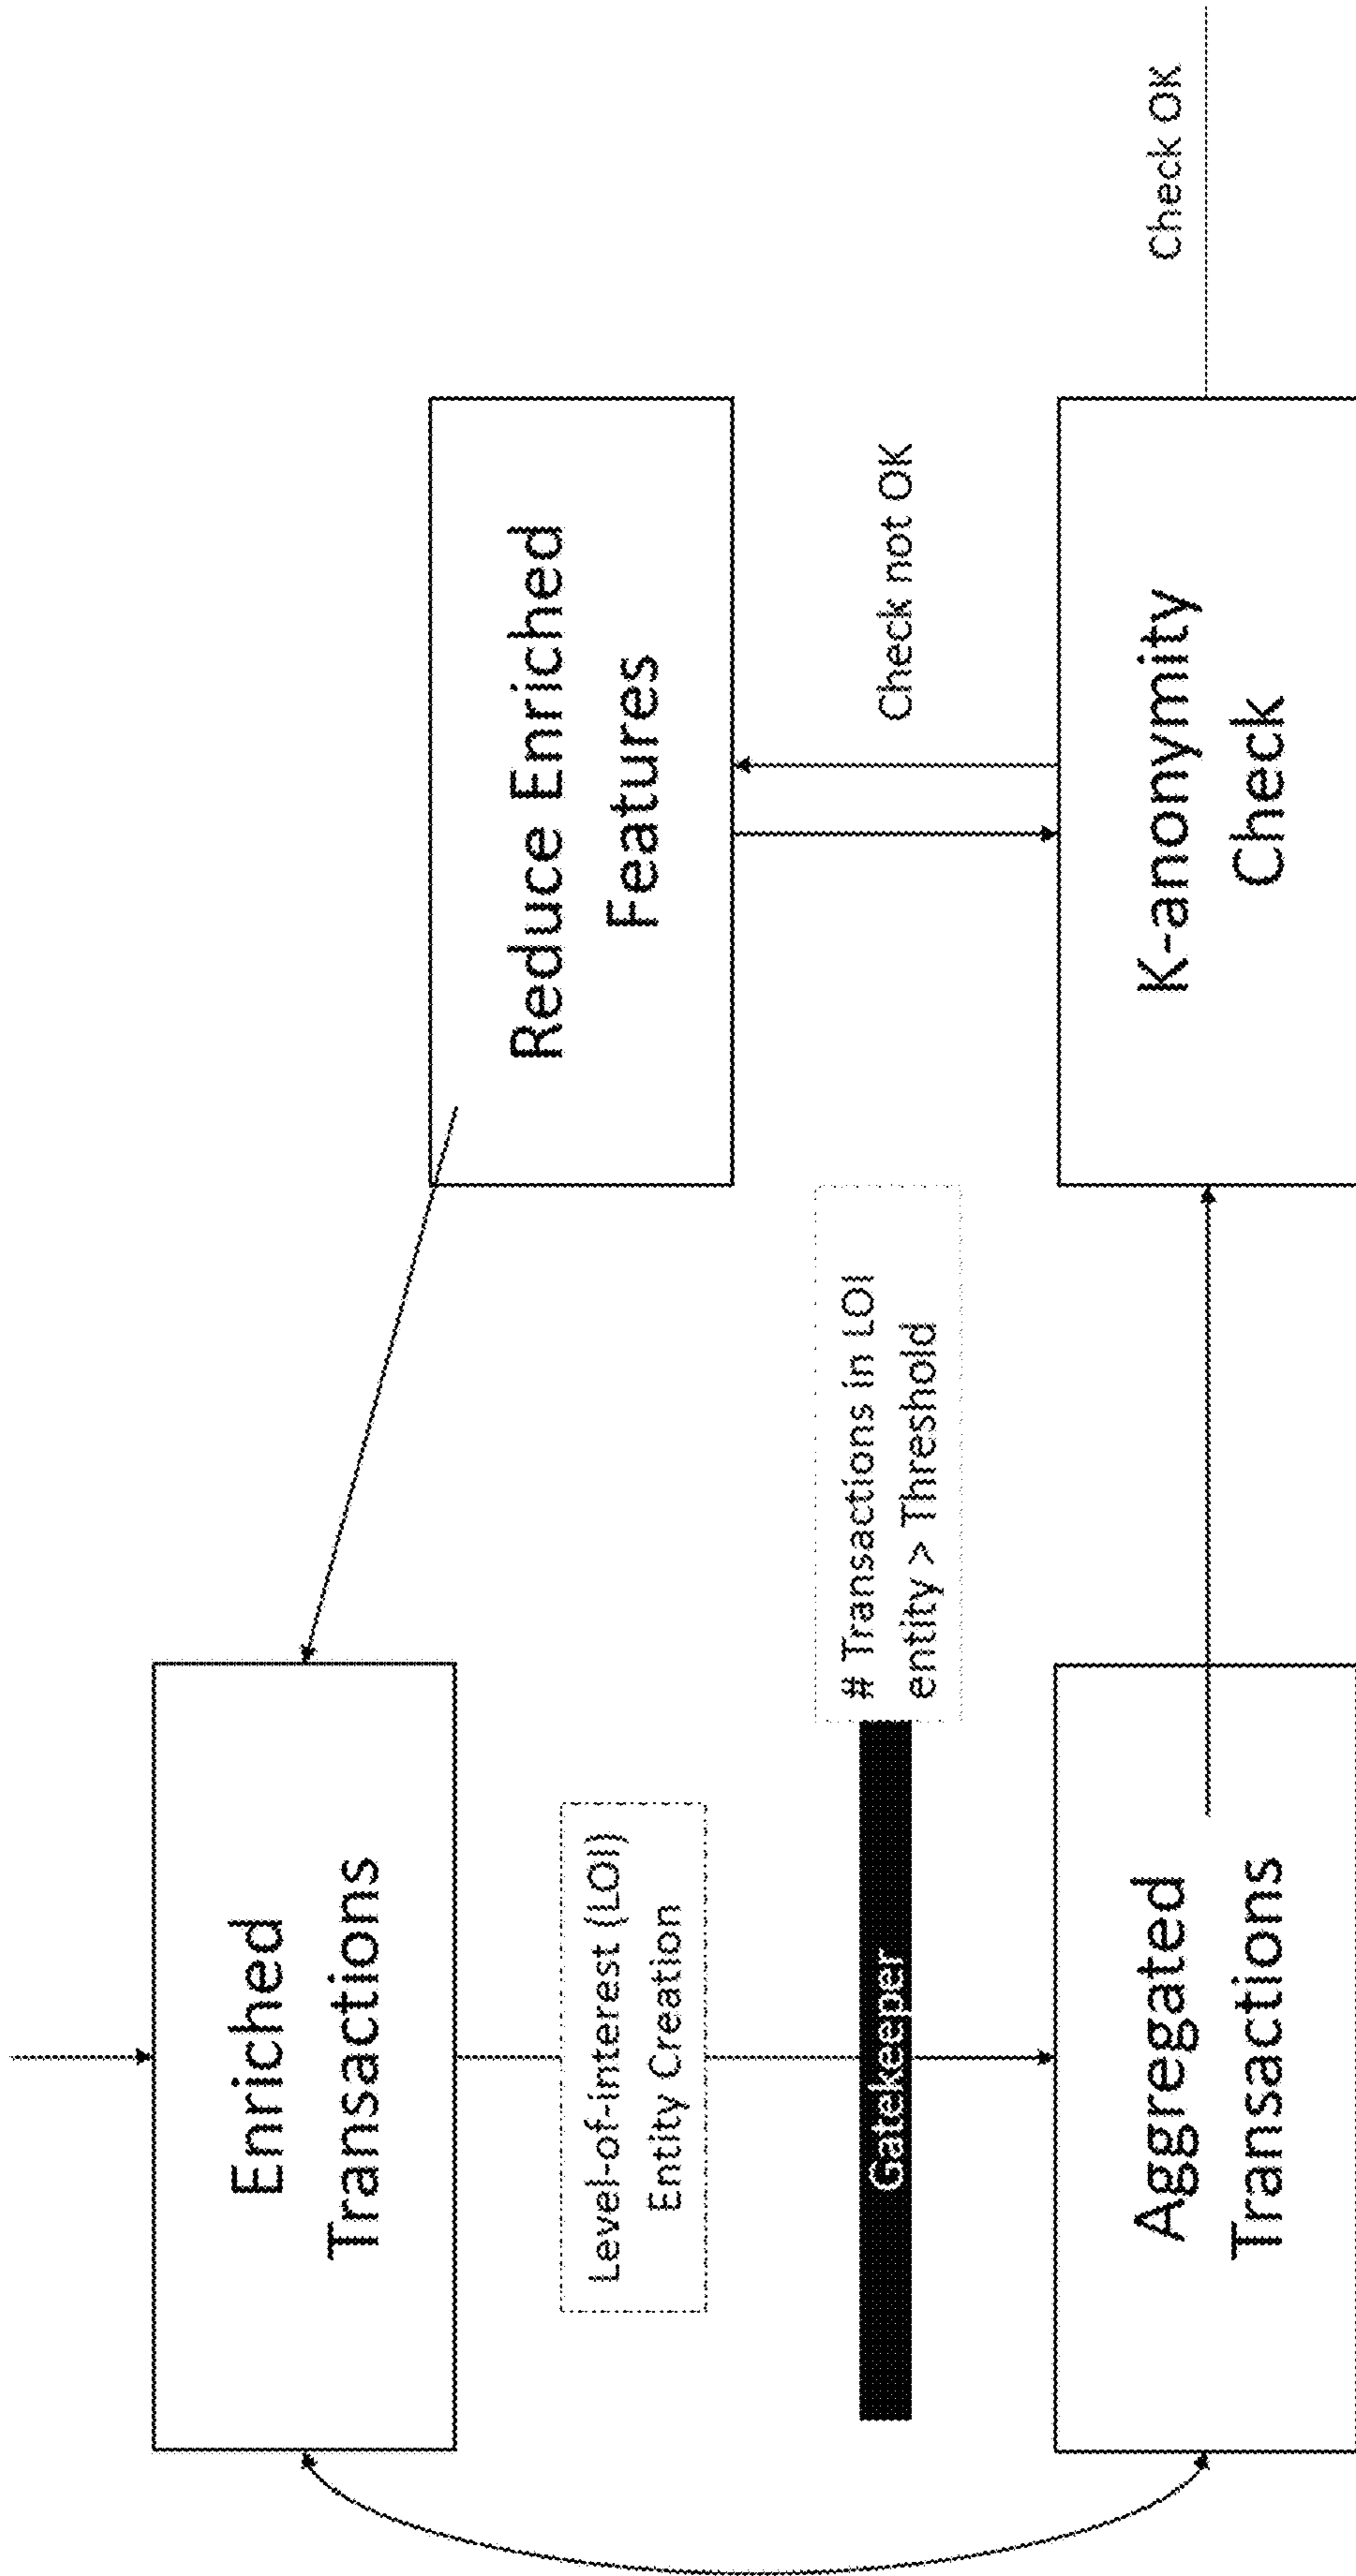 Enriched
Transactions
Level-of-interest (LOI)
Entity Creation
Gatekeeper
# Transactions in LOI
entity > Threshold
Aggregated
Transactions
Reduce Enriched
Features
Check not OK
K-anonymity
Check
Check OK